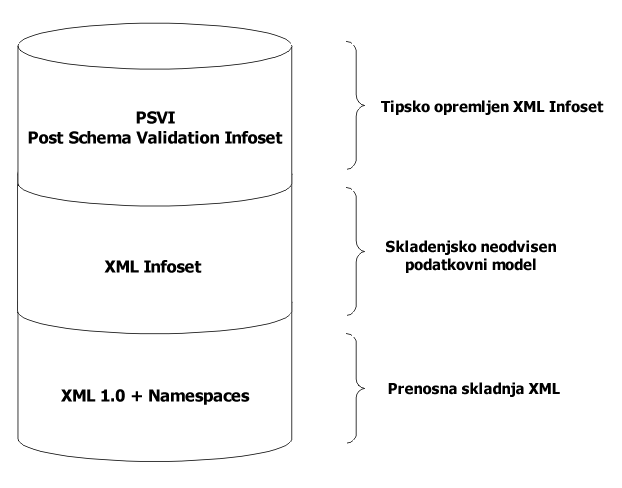 PSVI
Post Schema Validation Infoset
Tipsko opremljen XML Infoset
XML Infoset
Skladenjsko neodvisen
podatkovni model
XML 1.0 + Namespaces
Prenosna skladnja XML